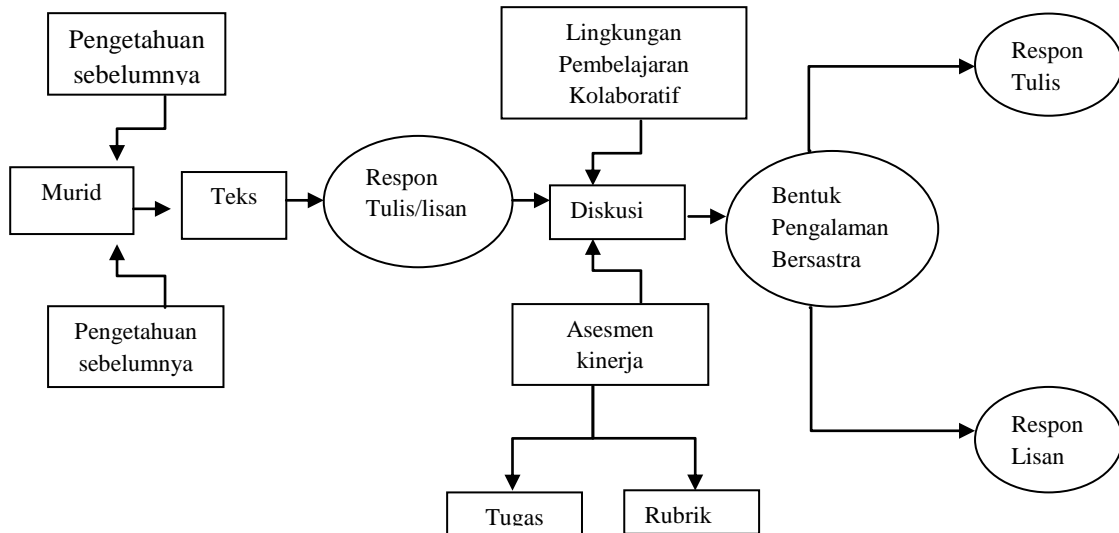 Pengetahuan
sebelumnya
Lingkungan
Pembelajaran
Kolaboratif
Respon
Tulis
Murid
Teks
Respon
Tulis/lisan
Diskusi
Bentuk
Pengalaman
Bersastra
Pengetahuan
sebelumnya
Asesmen
kinerja
Respon
Lisan
Tugas
Rubrik